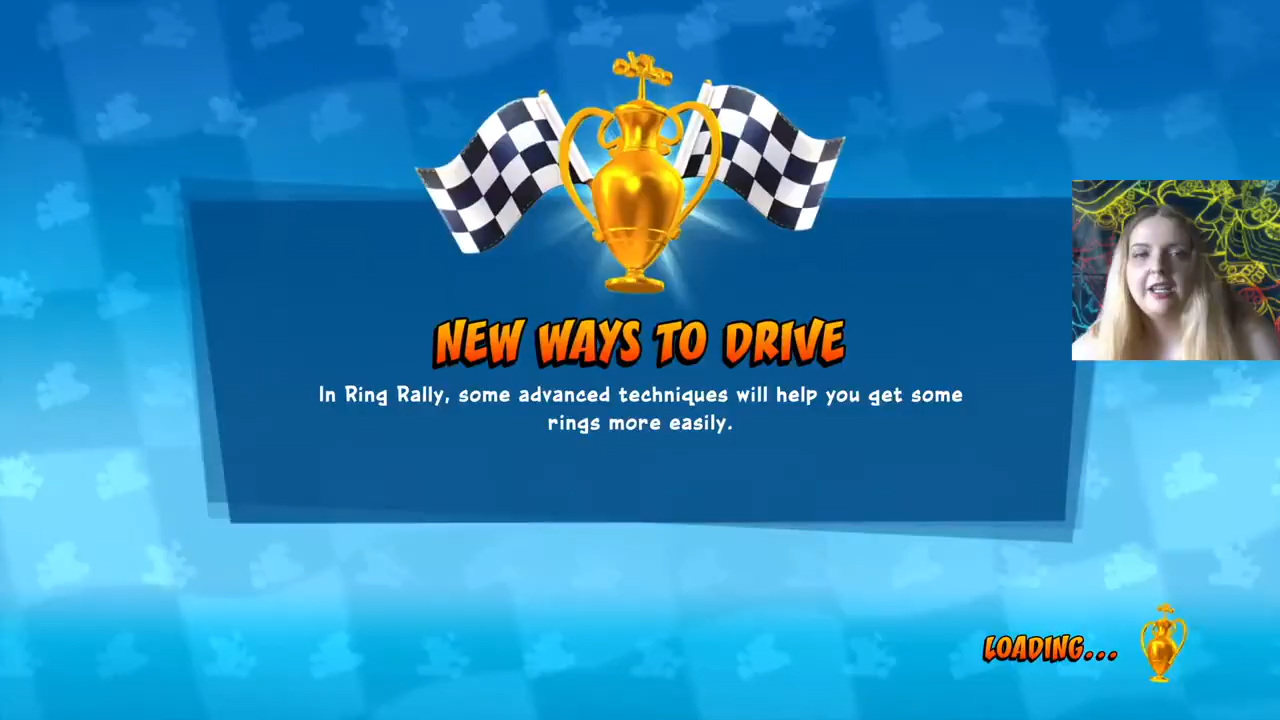 NEW WAYS TO DRIVE
In Ring Rally, some advanced techniques will help you get some
rings more easily.
LOADING...